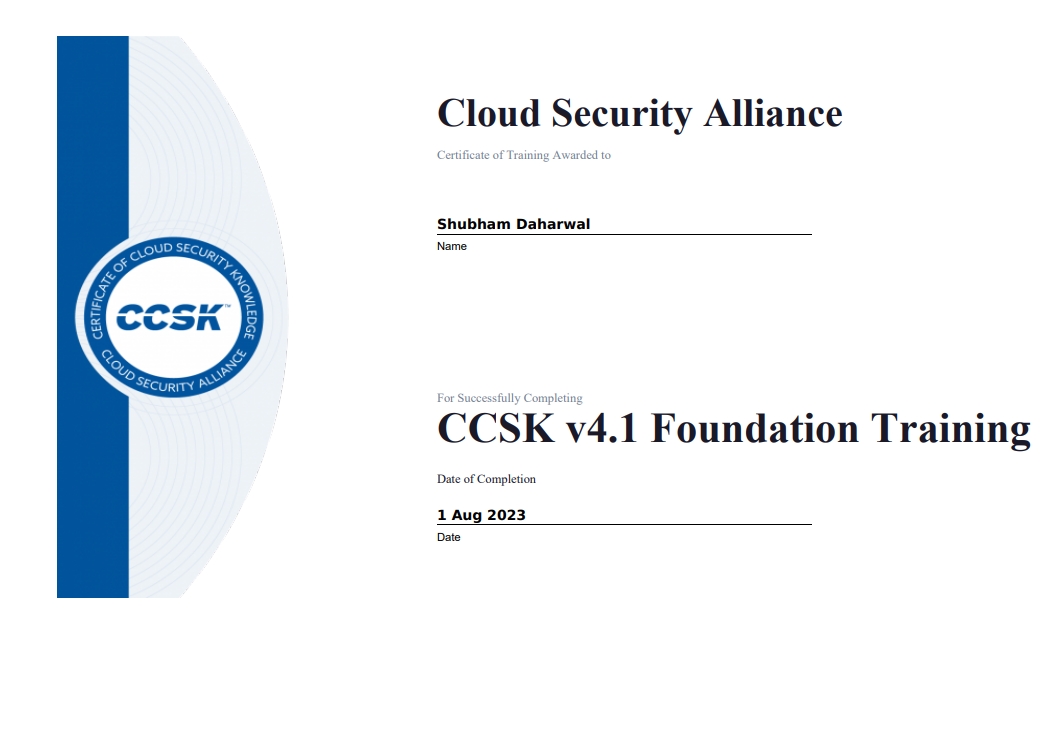 Cloud Security Alliance
Certificate of Training Awarded to
Shubham Daharwal
Name
CERTIFICATE OF CLOUD SECURITY KNOWLEDGE
CCSK™
CLOUD SECURITY ALLIANCE
For Successfully Completing
CCSK v4.1 Foundation Training
Date of Completion
1 Aug 2023
Date